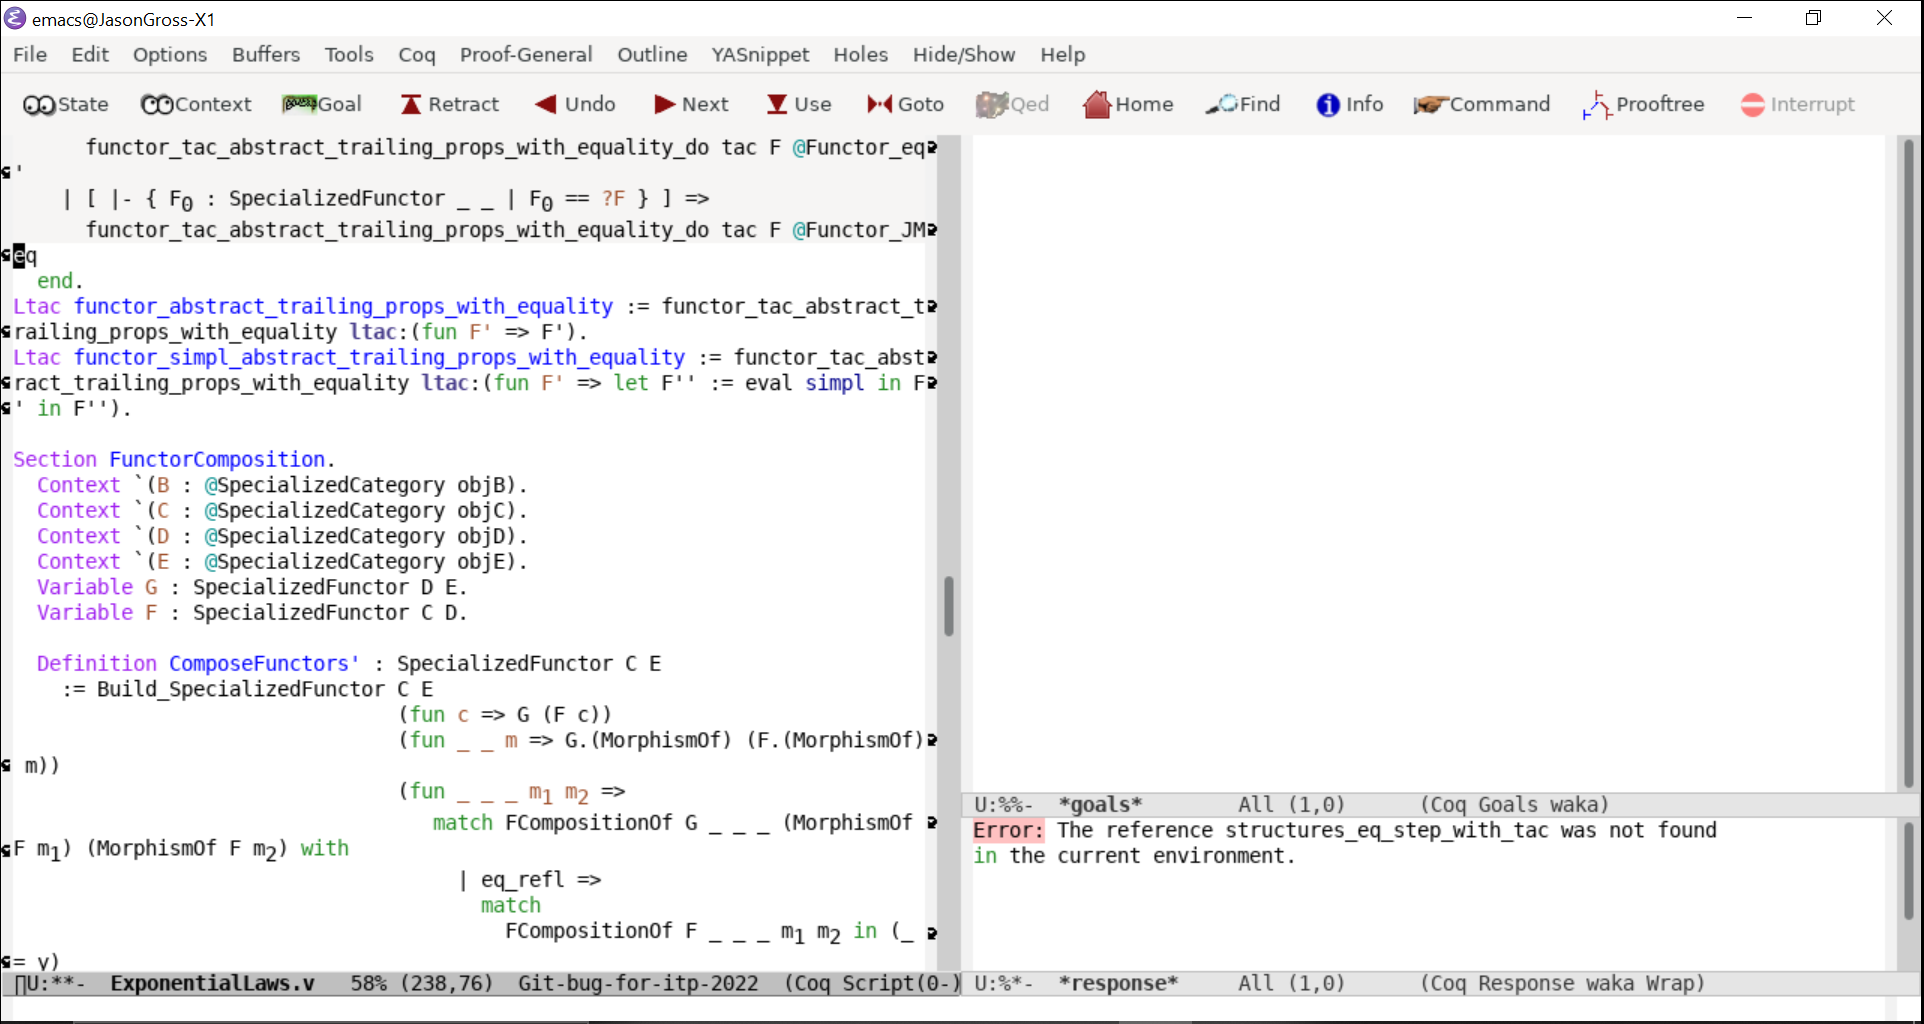 emacs@JasonGross-X1
File Edit Options Buffers Tools Coq Proof-General Outline YASnippet Holes Hide/Show Help
State Context Goal Retract Undo Next Use Goto Qed Home Find Info Command Prooftree Interrupt
functor_tac_abstract_trailing_props_with_equality_do tac F @Functor_eq
'
| [ |- { F0 : SpecializedFunctor _ _ | F0 == ?F } ] =>
functor_tac_abstract_trailing_props_with_equality_do tac F @Functor_JM
eq
end.
Ltac functor_abstract_trailing_props_with_equality := functor_tac_abstract_t
railing_props_with_equality ltac:(fun F' => F').
Ltac functor_simpl_abstract_trailing_props_with_equality := functor_tac_abst
ract_trailing_props_with_equality ltac:(fun F' => let F'' := eval simpl in F
' in F'').
Section FunctorComposition.
Context `(B : @SpecializedCategory objB).
Context `(C : @SpecializedCategory objC).
Context `(D : @SpecializedCategory objD).
Context `(E : @SpecializedCategory objE).
Variable G : SpecializedFunctor D E.
Variable F : SpecializedFunctor C D.
Definition ComposeFunctors' : SpecializedFunctor C E
:= Build_SpecializedFunctor C E
(fun c => G (F c))
(fun _ _ m => G.(MorphismOf) (F.(MorphismOf)
m))
(fun _ _ _ m1 m2 =>
match FCompositionOf G _ _ _ (MorphismOf
F m1) (MorphismOf F m2) with
| eq_refl =>
match
FCompositionOf F _ _ _ m1 m2 in (_
= y)
U:**- ExponentialLaws.v 58% (238,76) Git-bug-for-itp-2022 (Coq Script(0-)
U:%%- *goals* All (1,0) (Coq Goals waka)
Error: The reference structures_eq_step_with_tac was not found
in the current environment.
U:%*- *response* All (1,0) (Coq Response waka Wrap)